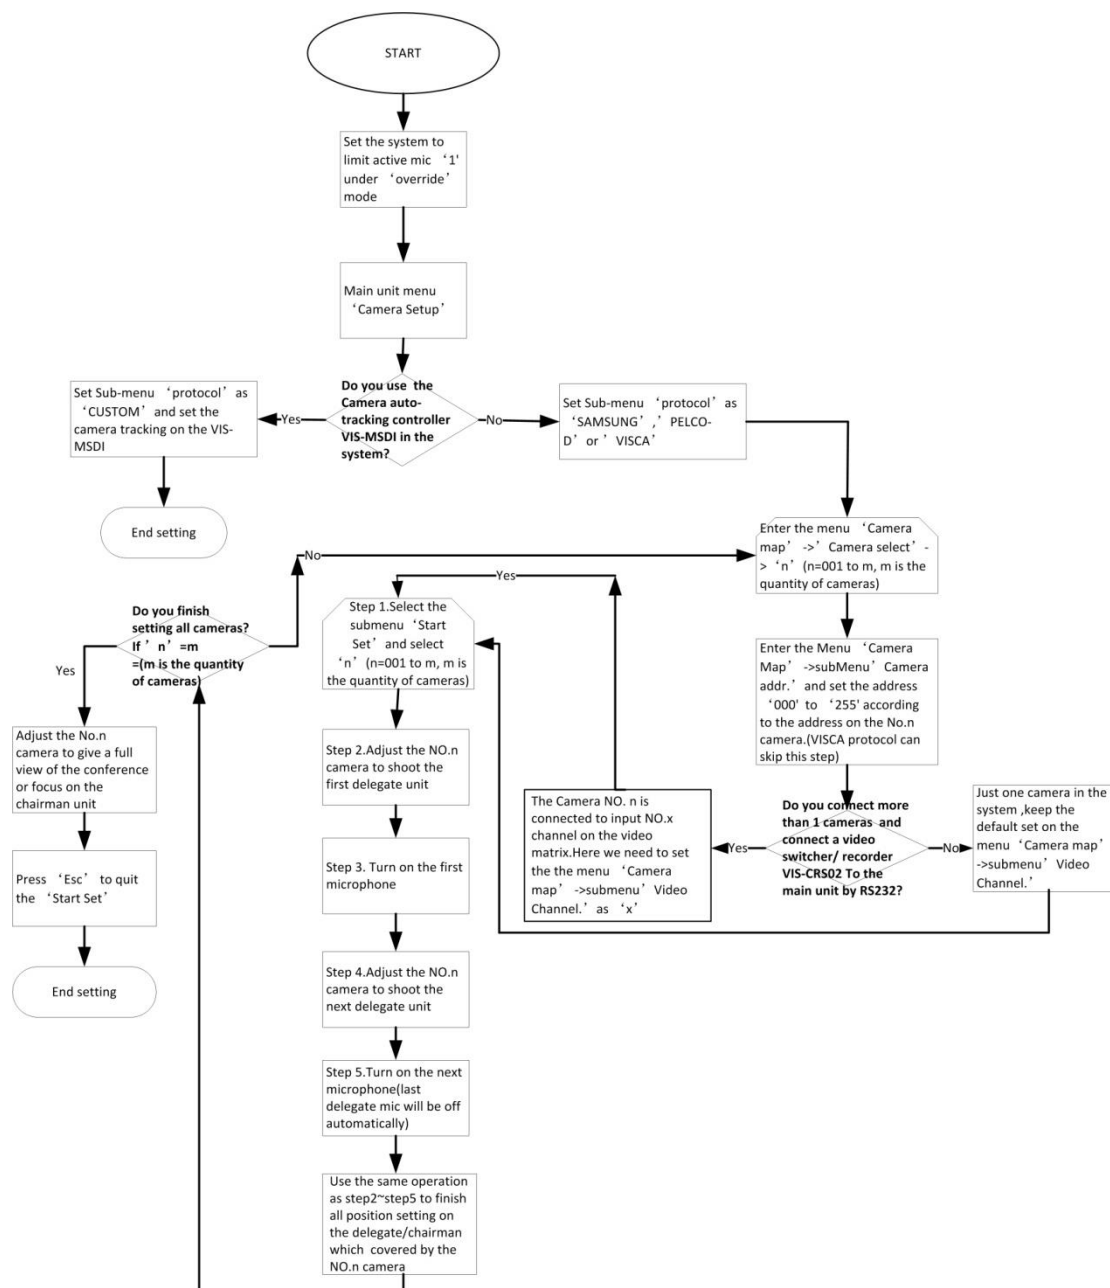 START
Set the system to
limit active mic ‘1'
under ‘override’
mode
Main unit menu
‘Camera Setup’
Do you use the
Camera auto-
tracking controller
VIS-MSDI in the
system?
Yes
No
Set Sub-menu ‘protocol’ as
‘CUSTOM’ and set the
camera tracking on the VIS-
MSDI
End setting
Set Sub-menu ‘protocol’ as
‘SAMSUNG’,’ PELCO-
D’ or’ VISCA’
Enter the menu ‘Camera
map’ ->’ Camera select’ -
> ‘n’ (n=001 to m, m is the
quantity of cameras)
Enter the Menu ‘Camera
Map’ ->subMenu’ Camera
addr.’ and set the address
‘000' to ‘255' according
to the address on the No.n
camera.(VISCA protocol can
skip this step)
Do you connect more
than 1 cameras and
connect a video
switcher/ recorder
VIS-CRS02 To the
main unit by RS232?
Yes
No
Just one camera in the
system ,keep the
default set on the
menu ‘Camera map’
->submenu’ Video
Channel.’
The Camera NO. n is
connected to input NO.x
channel on the video
matrix.Here we need to set
the the menu ‘Camera
map’ ->submenu’ Video
Channel.’ as ‘x’
Yes
Step 1.Select the
submenu ‘Start
Set’ and select
‘n’ (n=001 to m, m is
the quantity of cameras)
Step 2.Adjust the NO.n
camera to shoot the
first delegate unit
Step 3. Turn on the first
microphone
Step 4.Adjust the NO.n
camera to shoot the
next delegate unit
Step 5.Turn on the next
microphone(last
delegate mic will be off
automatically)
Use the same operation
as step2~step5 to finish
all position setting on
the delegate/chairman
which covered by the
NO.n camera
Do you finish
setting all cameras?
If ’ n’ =m
=(m is the quantity
of cameras)
No
Yes
Adjust the No.n
camera to give a full
view of the conference
or focus on the
chairman unit
Press ‘Esc’ to quit
the ‘Start Set’
End setting